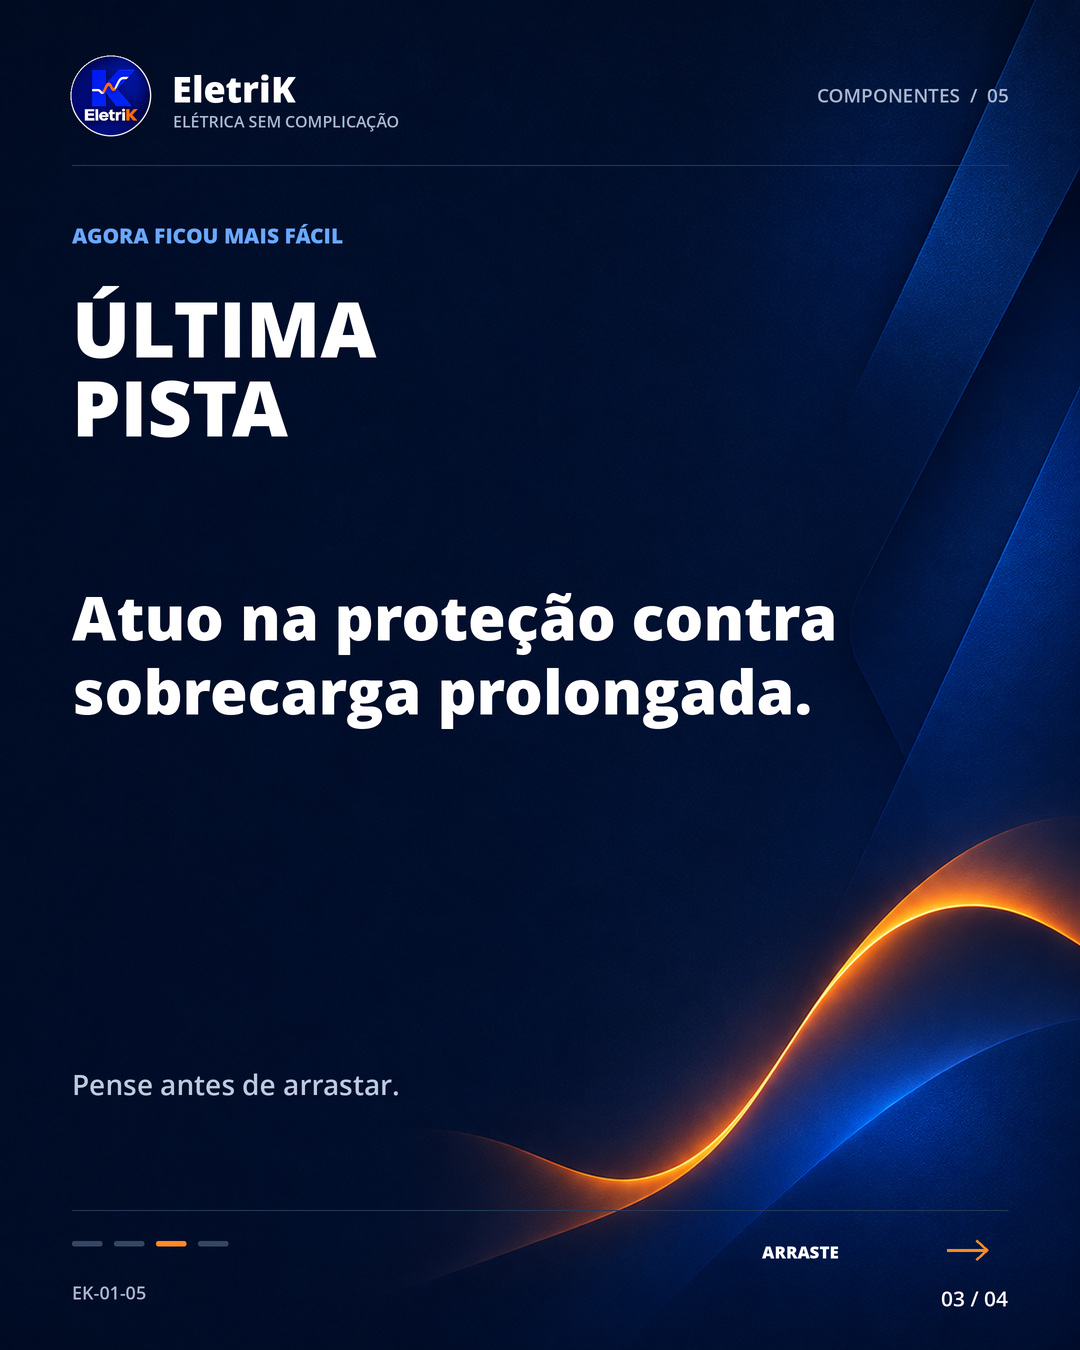 EletriK
EletriK
ELÉTRICA SEM COMPLICAÇÃO
COMPONENTES / 05
AGORA FICOU MAIS FÁCIL
ÚLTIMA
PISTA
Atuo na proteção contra
sobrecarga prolongada.
Pense antes de arrastar.
ARRASTE
EK-01-05
03 / 04